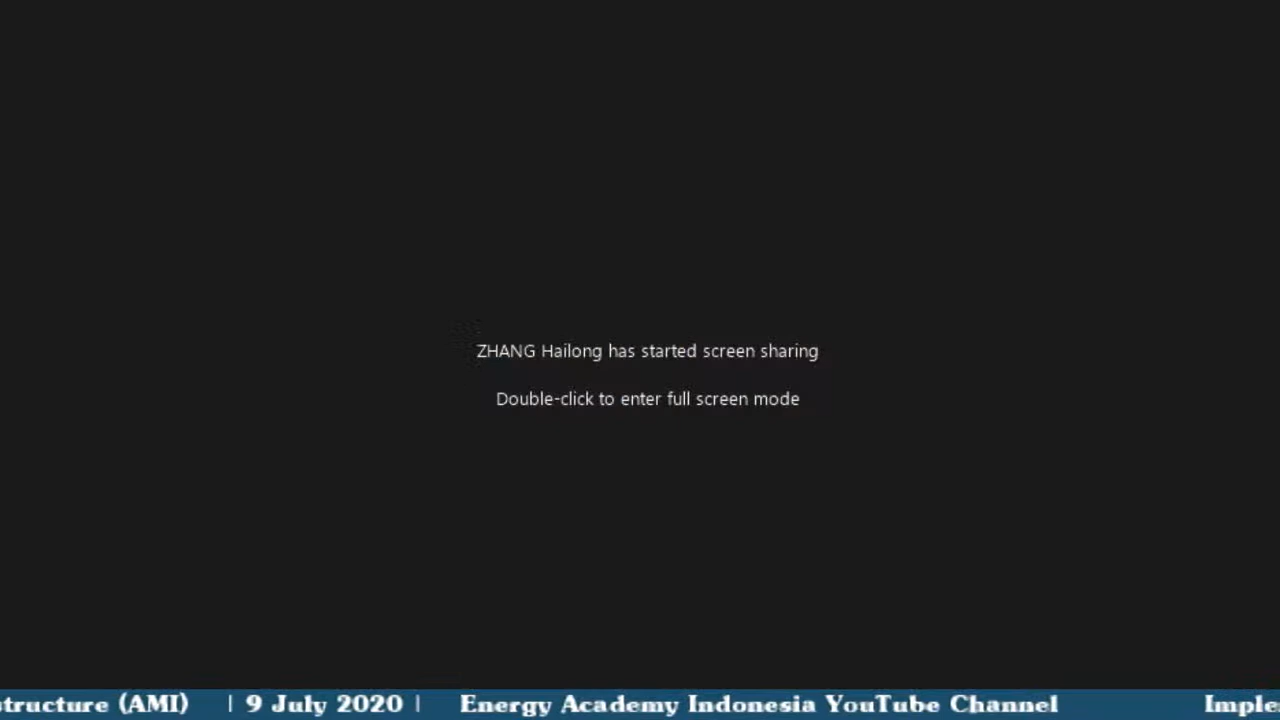 ZHANG Hailong has started screen sharing
Double-click to enter full screen mode
structure (AMI) | 9 July 2020 | Energy Academy Indonesia YouTube Channel Imple